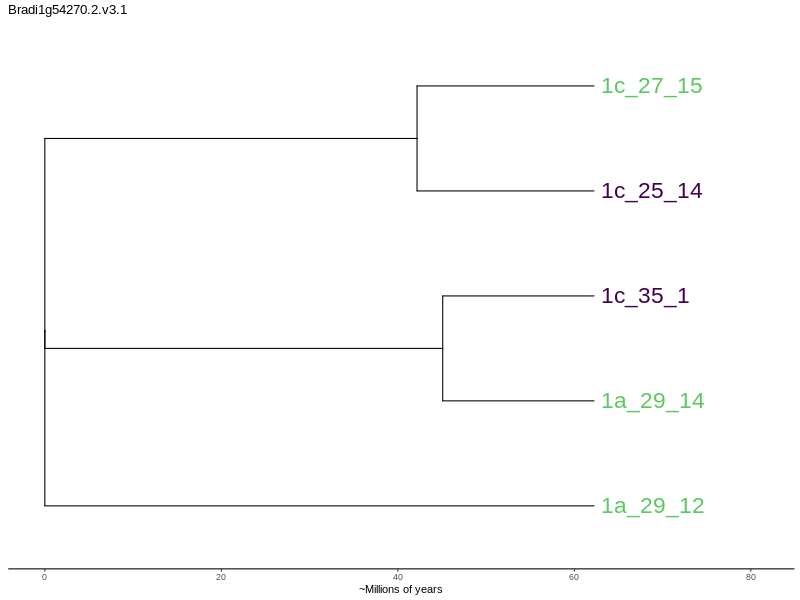 Bradi1g54270.2.v3.1
1c_27_15
1c_25_14
1c_35_1
1a_29_14
1a_29_12
0 20 40 60 80
~Millions of years